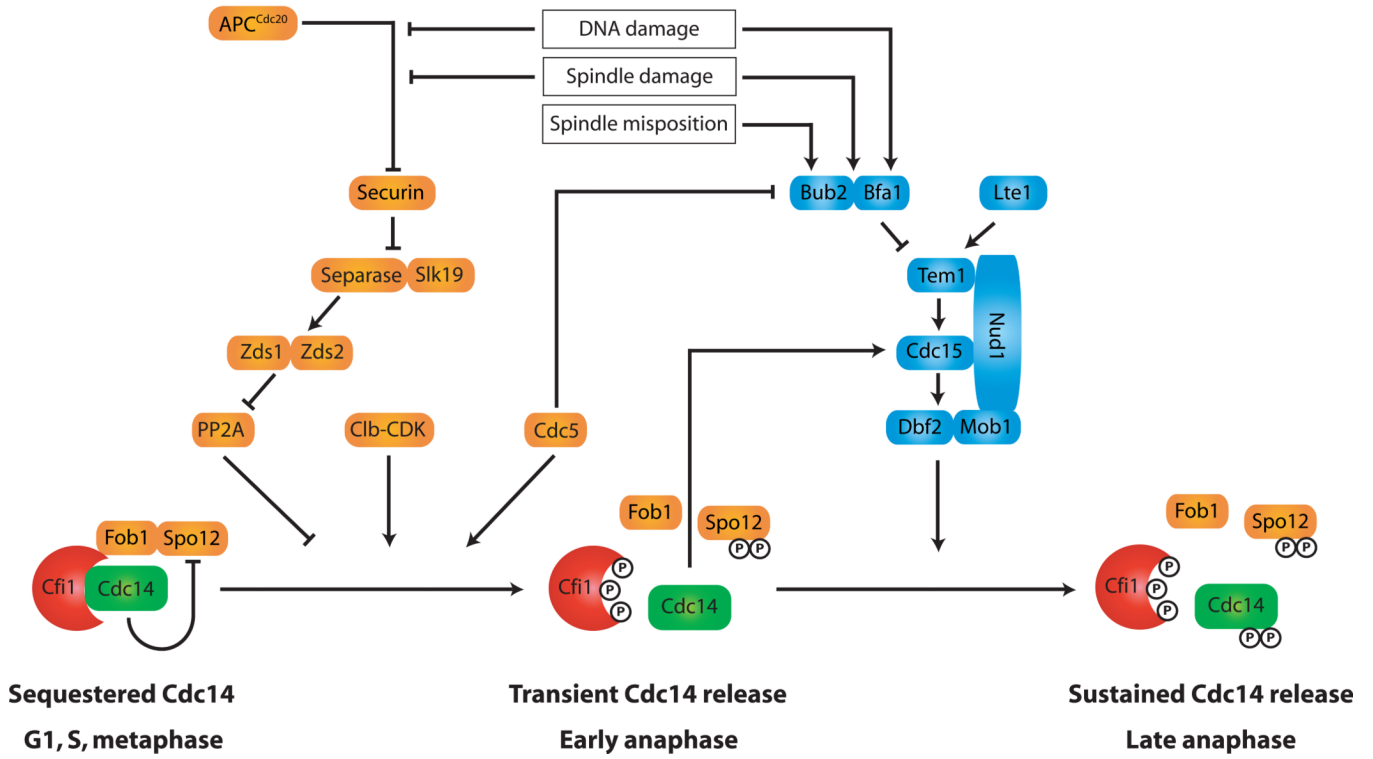 APCCdc20
DNA damage
Spindle damage
Spindle misposition
Securin
Bub2 Bfa1
Lte1
Separase Slk19
Tem1
Nud1
Zds1 Zds2
Cdc15
PP2A
Clb-CDK
Cdc5
Dbf2 Mob1
Fob1 Spo12
Cfi1
Cdc14
Fob1
Spo12
P P
Cfi1
P
P
P
Cdc14
Fob1
Spo12
P P
Cfi1
P
P
P
Cdc14
P P
Sequestered Cdc14
G1, S, metaphase
Transient Cdc14 release
Early anaphase
Sustained Cdc14 release
Late anaphase